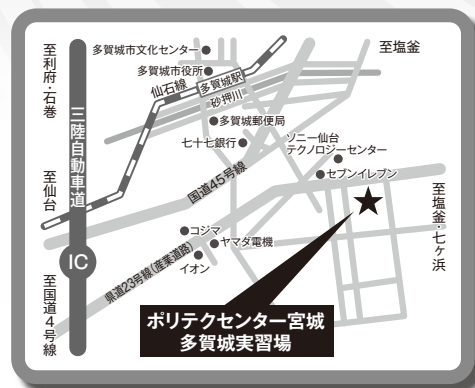 至利府・石巻
三陸自動車道
至仙台
IC
至国道4号線
多賀城市文化センター
多賀城市役所
仙石線
多賀城駅
砂押川
多賀城郵便局
七十七銀行
国道45号線
至塩釜
ソニー仙台
テクノロジーセンター
セブンイレブン
至塩釜・七ヶ浜
コジマ
ヤマダ電機
イオン
県道23号線(産業道路)
ポリテクセンター宮城
多賀城実習場